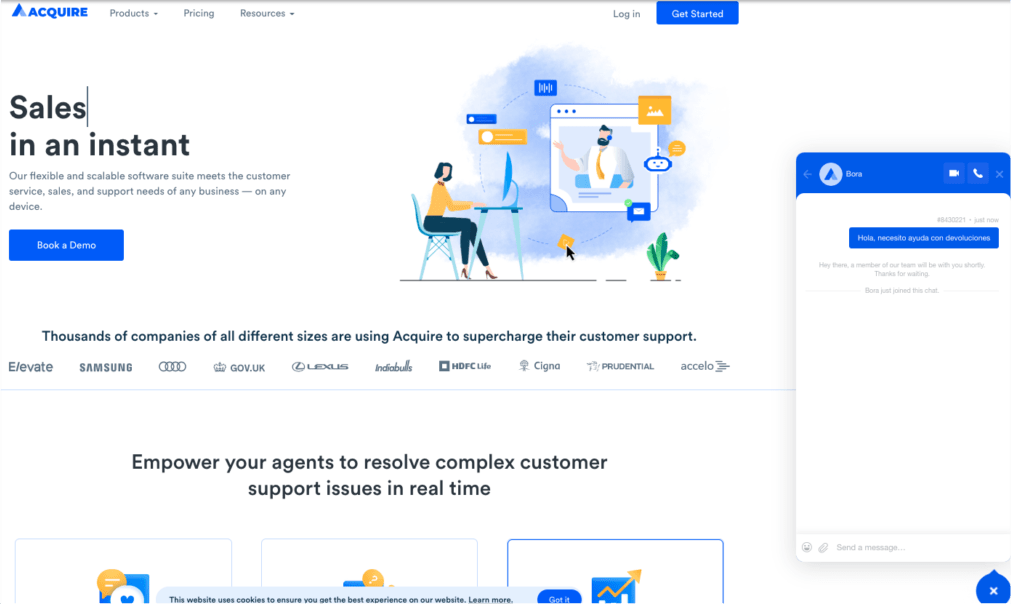 ACQUIRE
Products
Pricing
Resources
Log in
Get Started
Sales
in an instant
Our flexible and scalable software suite meets the customer
service, sales, and support needs of any business — on any
device.
Book a Demo
Thousands of companies of all different sizes are using Acquire to supercharge their customer support.
Elevate
SAMSUNG
GOV.UK
LEXUS
Indiabulls
HDFC Life
Cigna
PRUDENTIAL
accelo
Empower your agents to resolve complex customer
support issues in real time
This website uses cookies to ensure you get the best experience on our website. Learn more.
Got it
Bora
#8430221 - just now
Hola, necesito ayuda con devoluciones
Hey there, a member of our team will be with you shortly.
Thanks for waiting.
Bora just joined this chat.
Send a message...